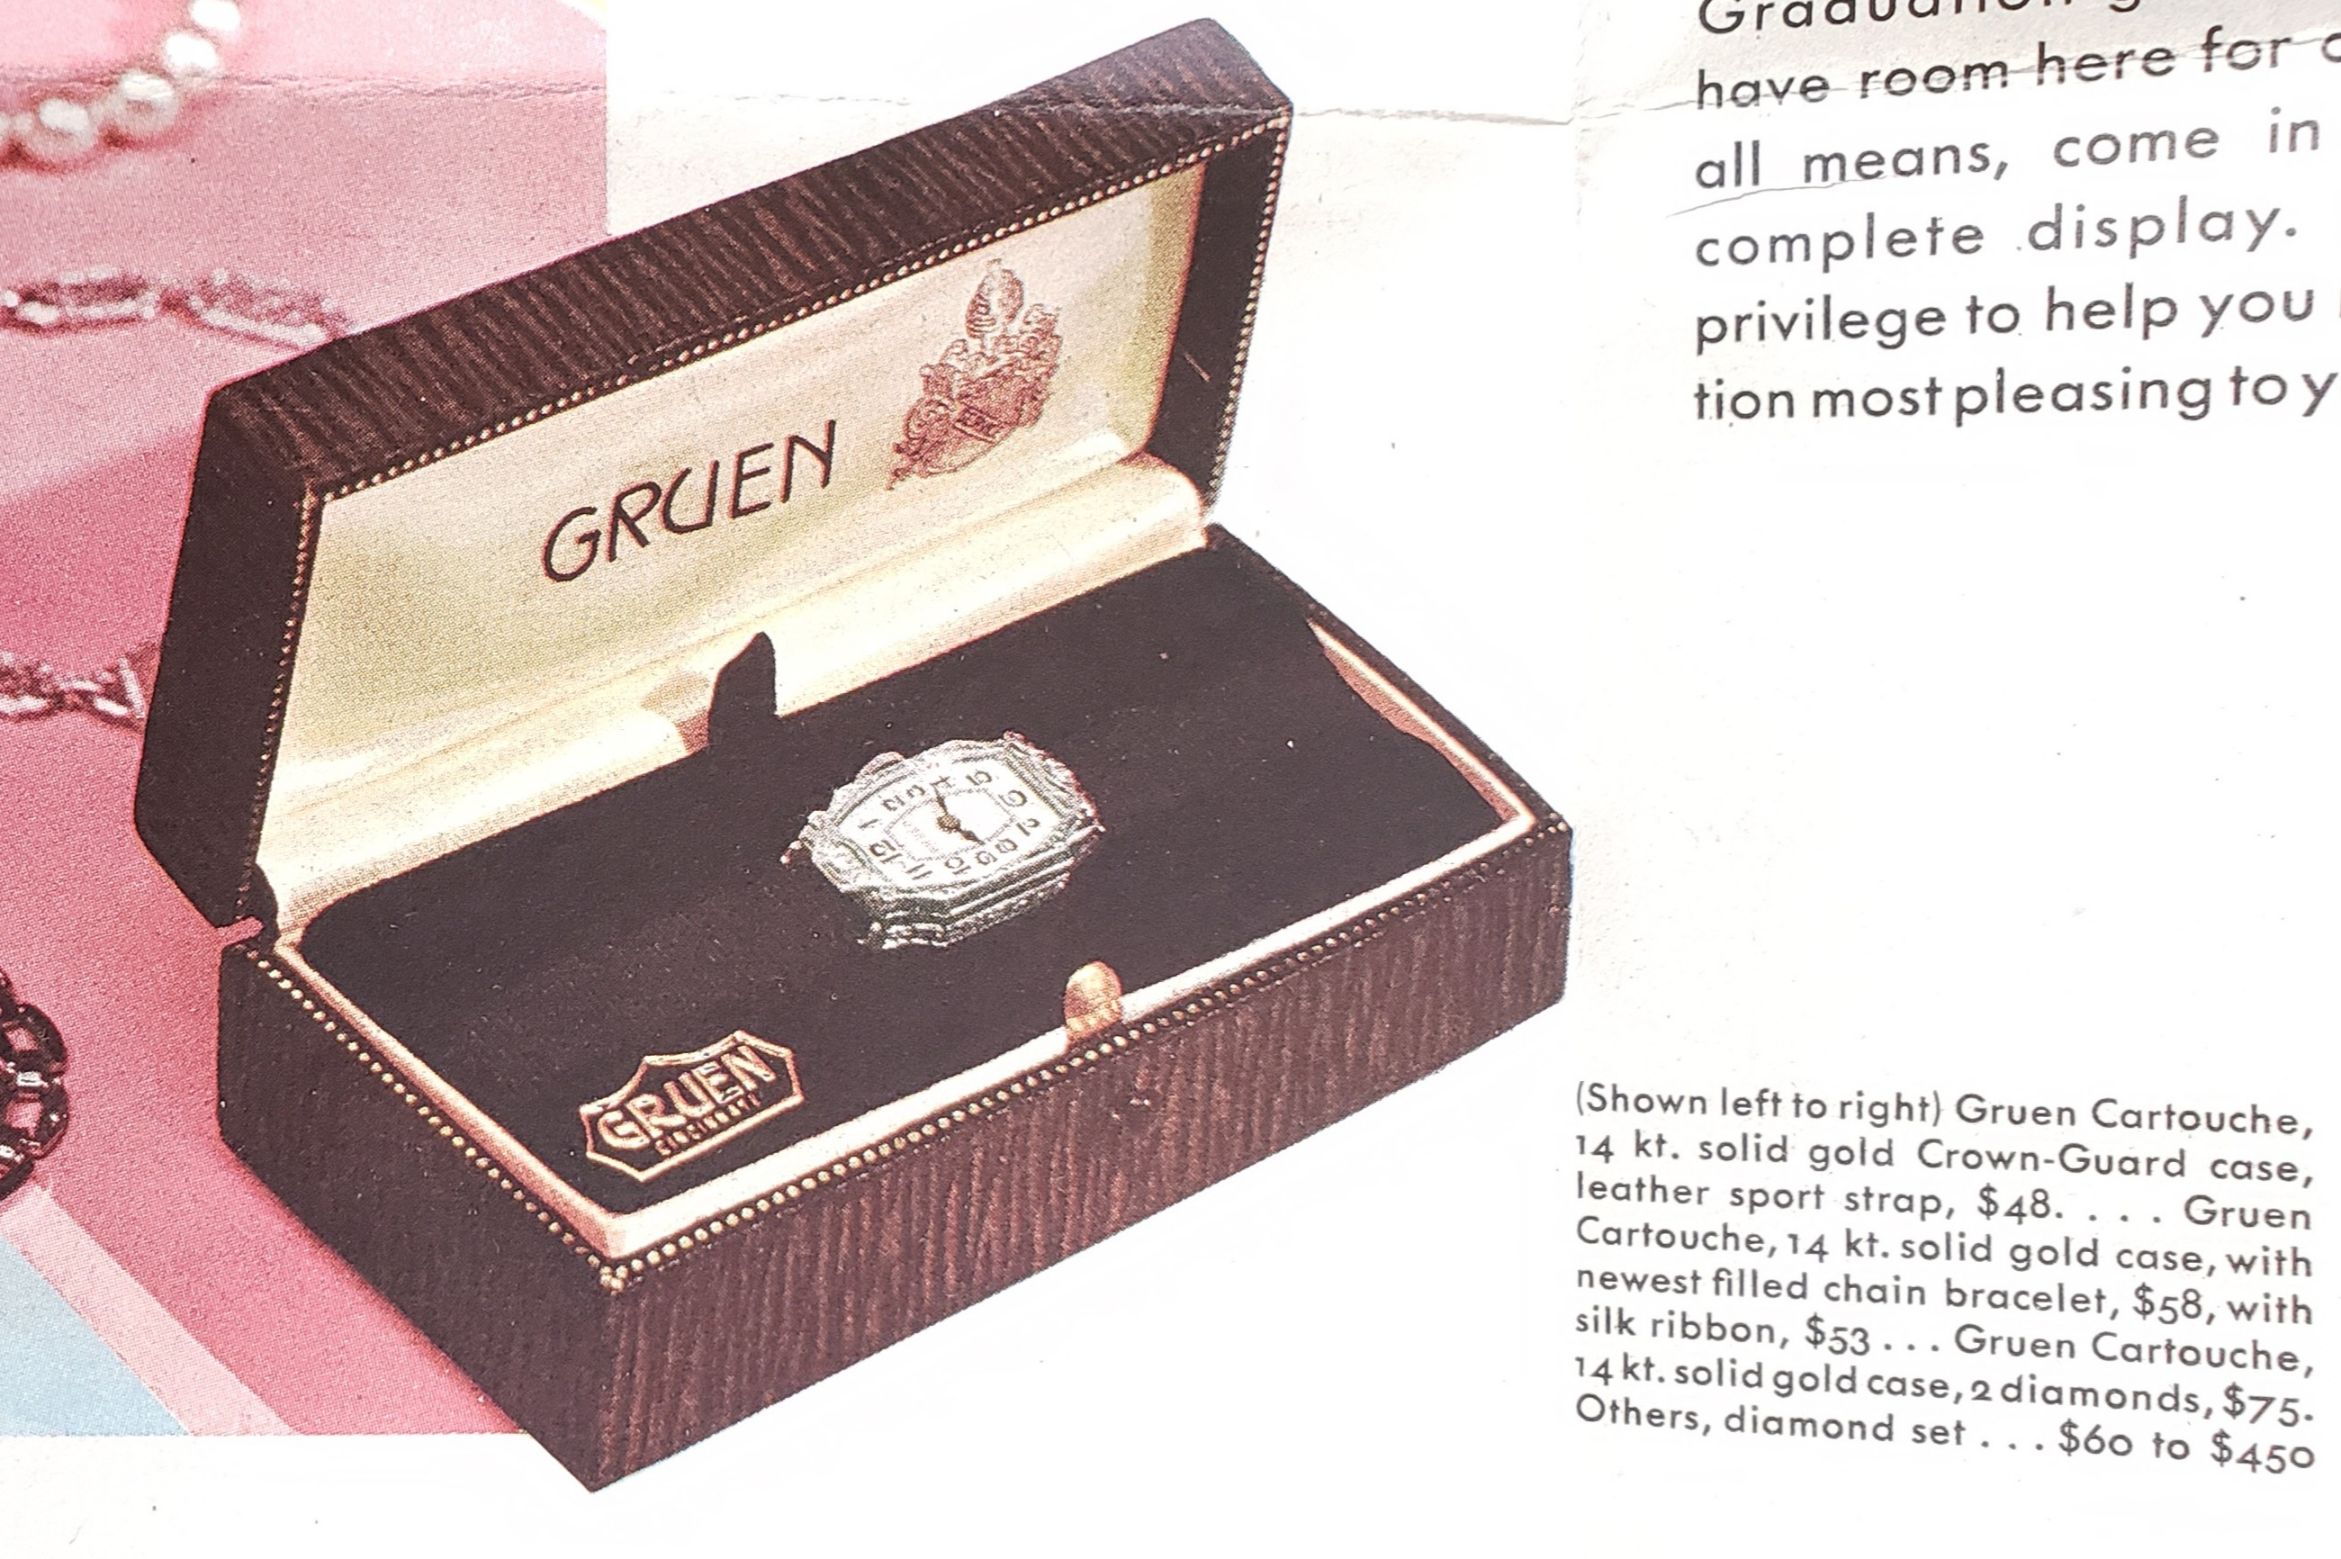 have room here for
all means, come in
complete display.
privilege to help you
tion most pleasing to y
GRUEN
GRUEN
CINCINNATI
(Shown left to right) Gruen Cartouche,
14 kt. solid gold Crown-Guard case,
leather sport strap, $48. . . . Gruen
Cartouche, 14 kt. solid gold case, with
newest filled chain bracelet, $58, with
silk ribbon, $53 . . . Gruen Cartouche,
14 kt. solid gold case, 2 diamonds, $75.
Others, diamond set . . . $60 to $450